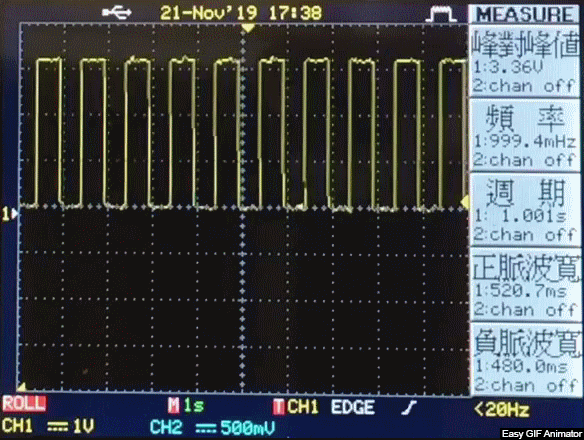 21-Nov'19 17:38
MEASURE
峰對峰值
1:3.36V
2:chan off
頻 率
1:999.4mHz
2:chan off
週 期
1: 1.001s
2:chan off
正脈波寬
1:520.7ms
2:chan off
負脈波寬
1:480.0ms
2:chan off
1
ROLL
M 1s
T CH1 EDGE
<20Hz
CH1 1V
CH2 500mV
Easy GIF Animator